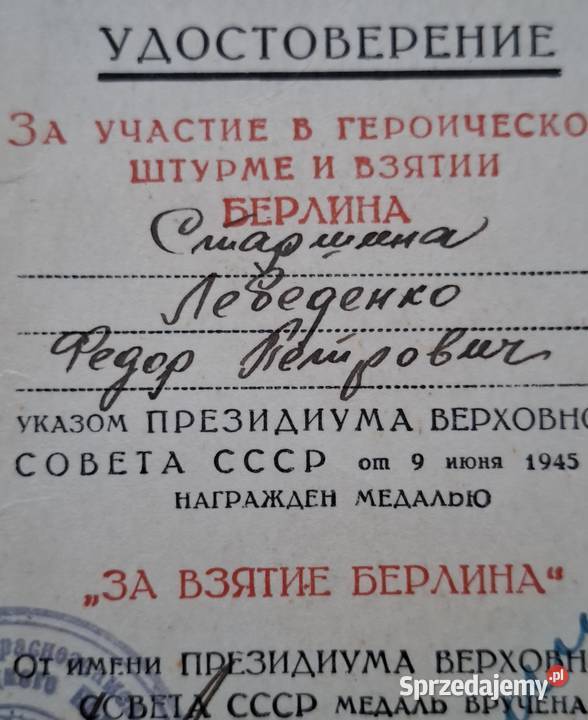 УДОСТОВЕРЕНИЕ
ЗА УЧАСТИЕ В ГЕРОИЧЕСКО
ШТУРМЕ И ВЗЯТИИ
БЕРЛИНА
Старшина
Лебеденко
Федор Петрович
УКАЗОМ ПРЕЗИДИУМА ВЕРХОВНО
СОВЕТА СССР от 9 июня 1945
НАГРАЖДЕН МЕДАЛЬЮ
„ЗА ВЗЯТИЕ БЕРЛИНА“
ОТ ИМЕНИ ПРЕЗИДИУМА ВЕРХОВН
СОВЕТА СССР МЕДАЛЬ ВРУЧЕНА
Sprzedajemy.pl